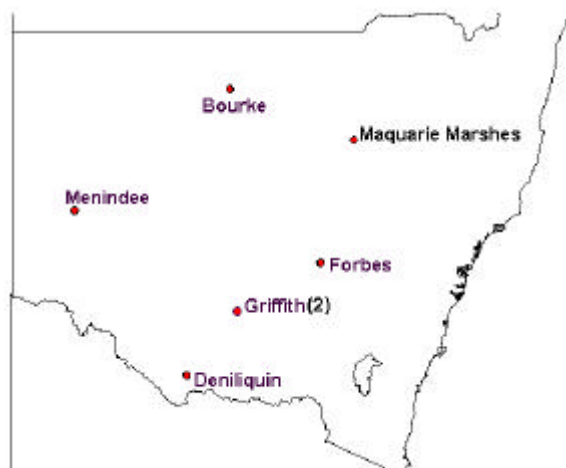 Bourke
Maquarie Marshes
Menindee
Forbes
Griffith(2)
Deniliquin